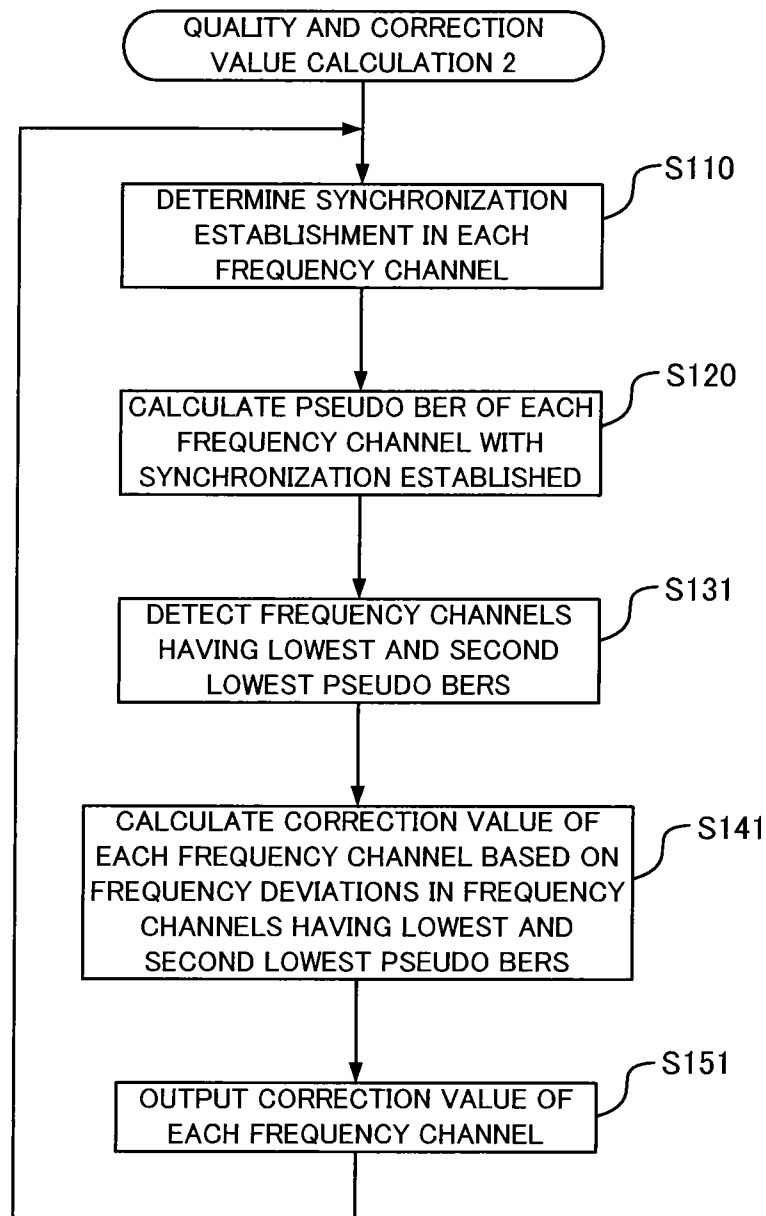 QUALITY AND CORRECTION
VALUE CALCULATION 2
S110
DETERMINE SYNCHRONIZATION
ESTABLISHMENT IN EACH
FREQUENCY CHANNEL
S120
CALCULATE PSEUDO BER OF EACH
FREQUENCY CHANNEL WITH
SYNCHRONIZATION ESTABLISHED
S131
DETECT FREQUENCY CHANNELS
HAVING LOWEST AND SECOND
LOWEST PSEUDO BERS
S141
CALCULATE CORRECTION VALUE OF
EACH FREQUENCY CHANNEL BASED ON
FREQUENCY DEVIATIONS IN FREQUENCY
CHANNELS HAVING LOWEST AND
SECOND LOWEST PSEUDO BERS
S151
OUTPUT CORRECTION VALUE OF
EACH FREQUENCY CHANNEL